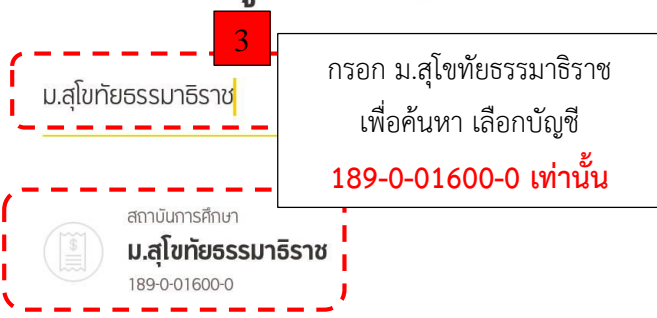 3
ม.สุโขทัยธรรมาธิราช
กรอก ม.สุโขทัยธรรมาธิราช
เพื่อค้นหา เลือกบัญชี
189-0-01600-0 เท่านั้น
สถาบันการศึกษา
ม.สุโขทัยธรรมาธิราช
189-0-01600-0